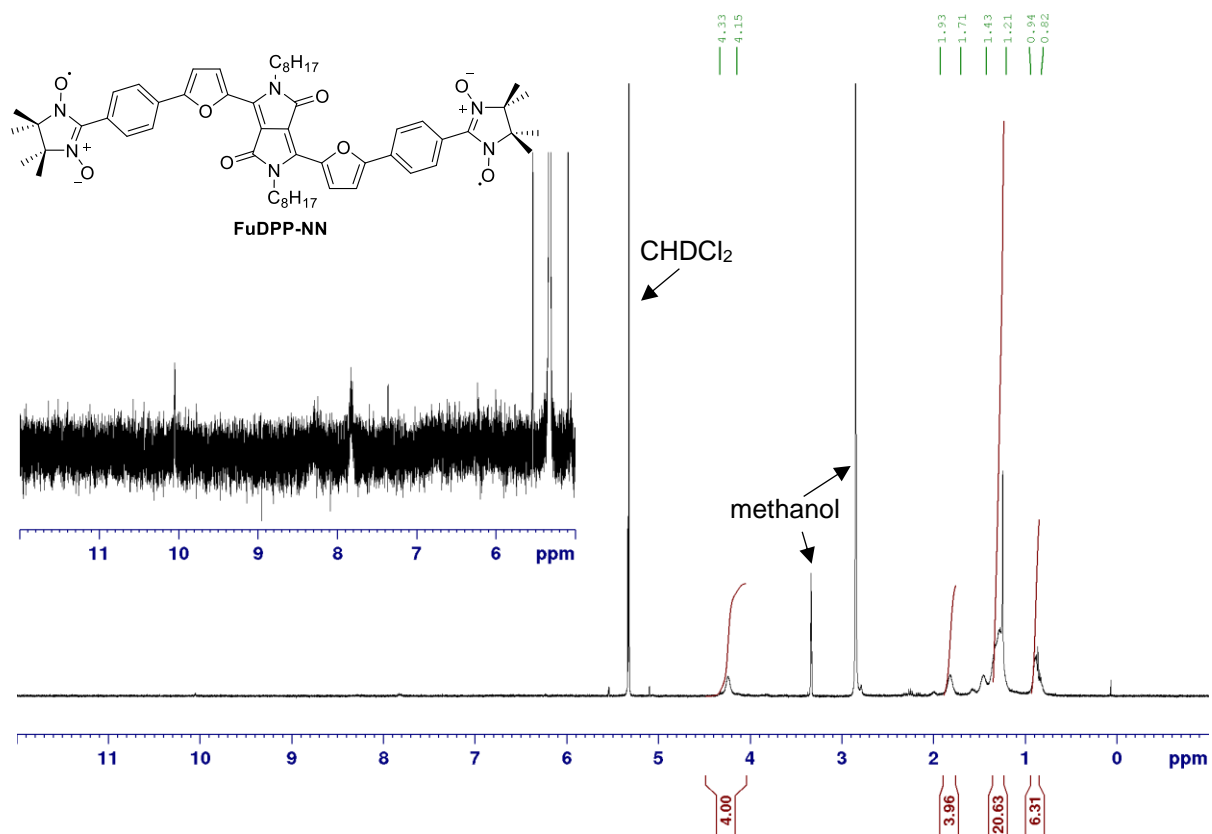 4.33
4.15
1.93
1.71
1.43
1.21
0.94
0.82
C8H17
O•
N
O
O
N
O
N+
O−
N+
O−
O
N
O
N
O•
C8H17
FuDPP-NN
CHDCl2
methanol
11 10 9 8 7 6 ppm
11 10 9 8 7 6 5 4 3 2 1 0 ppm
4.00
3.96
20.63
6.31